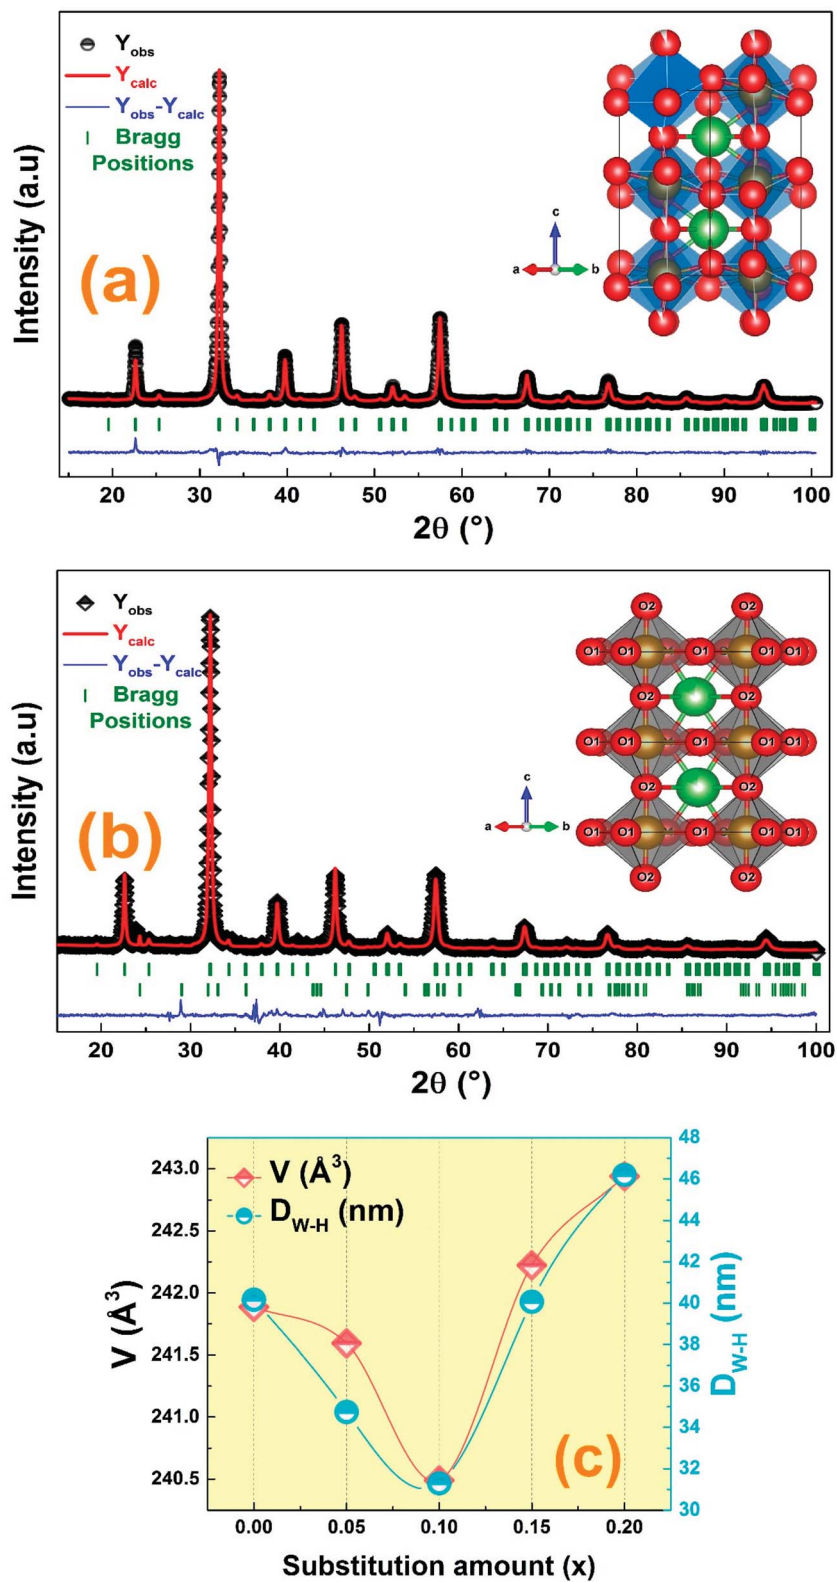 Y_obs
Y_calc
Y_obs-Y_calc
Bragg
Positions
Intensity (a.u)
(a)
c
a
b
20 30 40 50 60 70 80 90 100
2θ (°)
Y_obs
Y_calc
Y_obs-Y_calc
Bragg
Positions
Intensity (a.u)
(b)
c
a
b
O2 O2
O1 O1 O1 O1 O1
O2 O2
O1 O1 O1 O1 O1
O2 O2
O1 O1 O1 O1 O1
O2 O2
20 30 40 50 60 70 80 90 100
2θ (°)
V (Å³)
D_W-H (nm)
243.0
242.5
242.0
241.5
241.0
240.5
V (Å³)
48
46
44
42
40
38
36
34
32
30
D_W-H (nm)
(c)
0.00 0.05 0.10 0.15 0.20
Substitution amount (x)